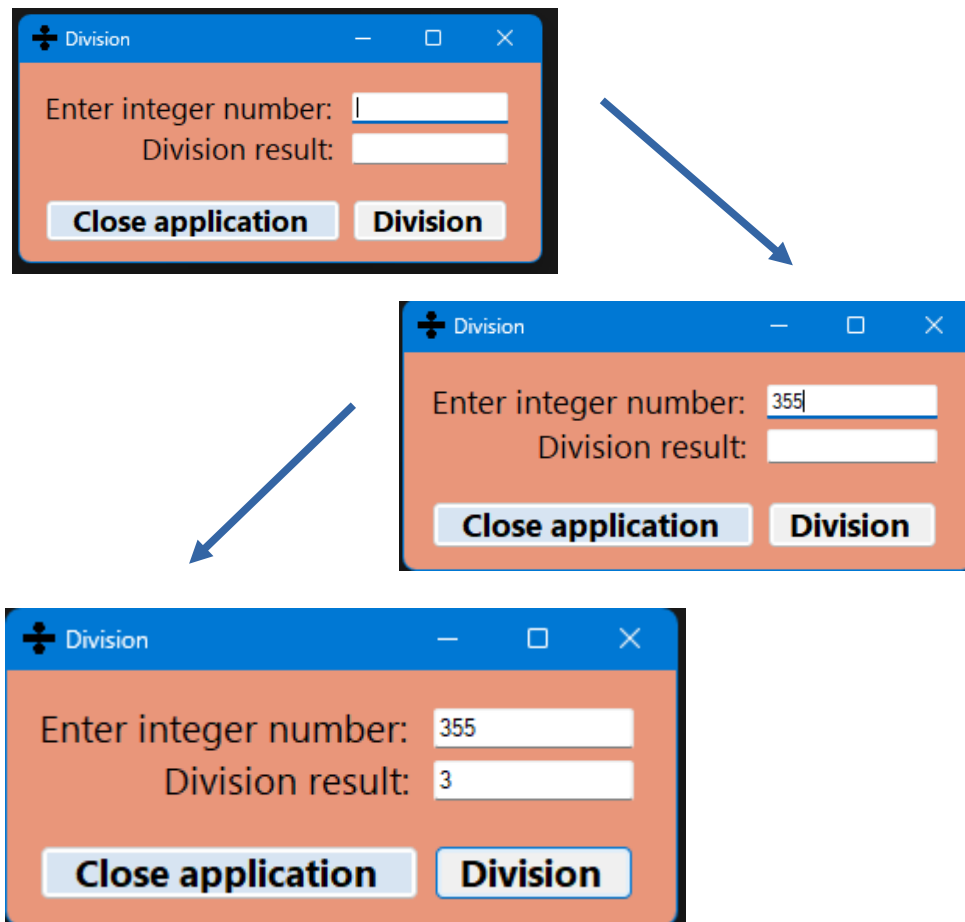 Division
Enter integer number:
Division result:
Close application Division
Division
Enter integer number: 355
Division result:
Close application Division
Division
Enter integer number: 355
Division result: 3
Close application Division